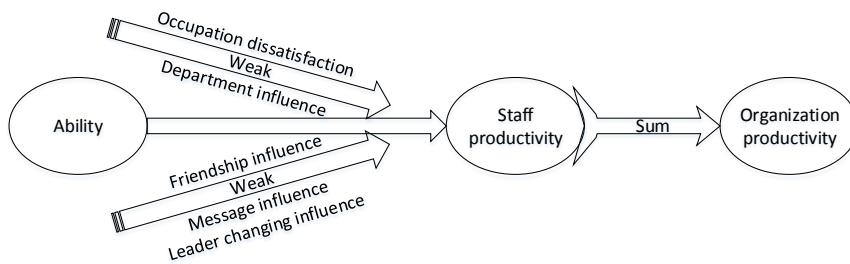 Occupation dissatisfaction
Weak
Department influence
Ability
Staff
productivity
Sum
Organization
productivity
Friendship influence
Weak
Message influence
Leader changing influence